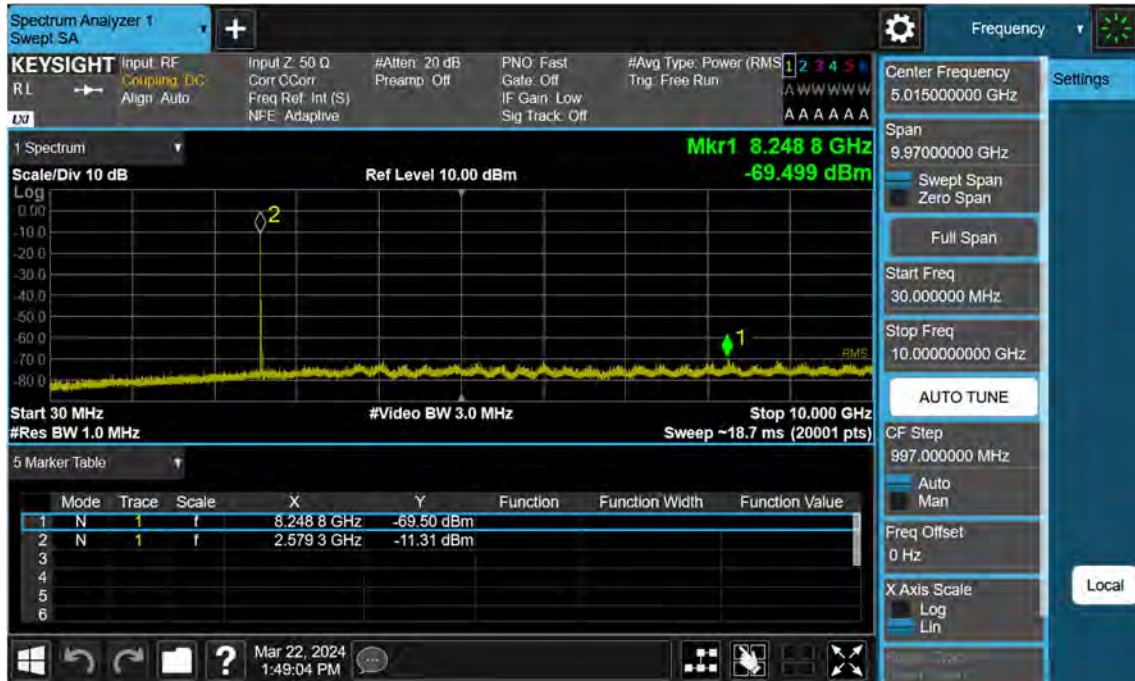 Spectrum Analyzer 1
Swept SA
Frequency
KEYSIGHT
RL
LXI
Input: RF
Coupling: DC
Align: Auto
Input Z: 50 Ω
Corr CCorr
Freq Ref: Int (S)
NFE: Adaptive
#Atten: 20 dB
Preamp: Off
PNO: Fast
Gate: Off
IF Gain: Low
Sig Track: Off
#Avg Type: Power (RMS
Trig: Free Run
1 2 3 4 5 6
A W W W W W
A A A A A A
1 Spectrum
Scale/Div 10 dB
Ref Level 10.00 dBm
Mkr1 8.248 8 GHz
-69.499 dBm
Log
0.00
-10.0
-20.0
-30.0
-40.0
-50.0
-60.0
-70.0
-80.0
2
1
RMS
Start 30 MHz
#Video BW 3.0 MHz
Stop 10.000 GHz
#Res BW 1.0 MHz
Sweep ~18.7 ms (20001 pts)
5 Marker Table
Mode Trace Scale X Y Function Function Width Function Value
1 N 1 f 8.248 8 GHz -69.50 dBm
2 N 1 f 2.579 3 GHz -11.31 dBm
3
4
5
6
Mar 22, 2024
1:49:04 PM
Center Frequency
5.015000000 GHz
Span
9.97000000 GHz
Swept Span
Zero Span
Full Span
Start Freq
30.000000 MHz
Stop Freq
10.000000000 GHz
AUTO TUNE
CF Step
997.000000 MHz
Auto
Man
Freq Offset
0 Hz
X Axis Scale
Log
Lin
Settings
Local